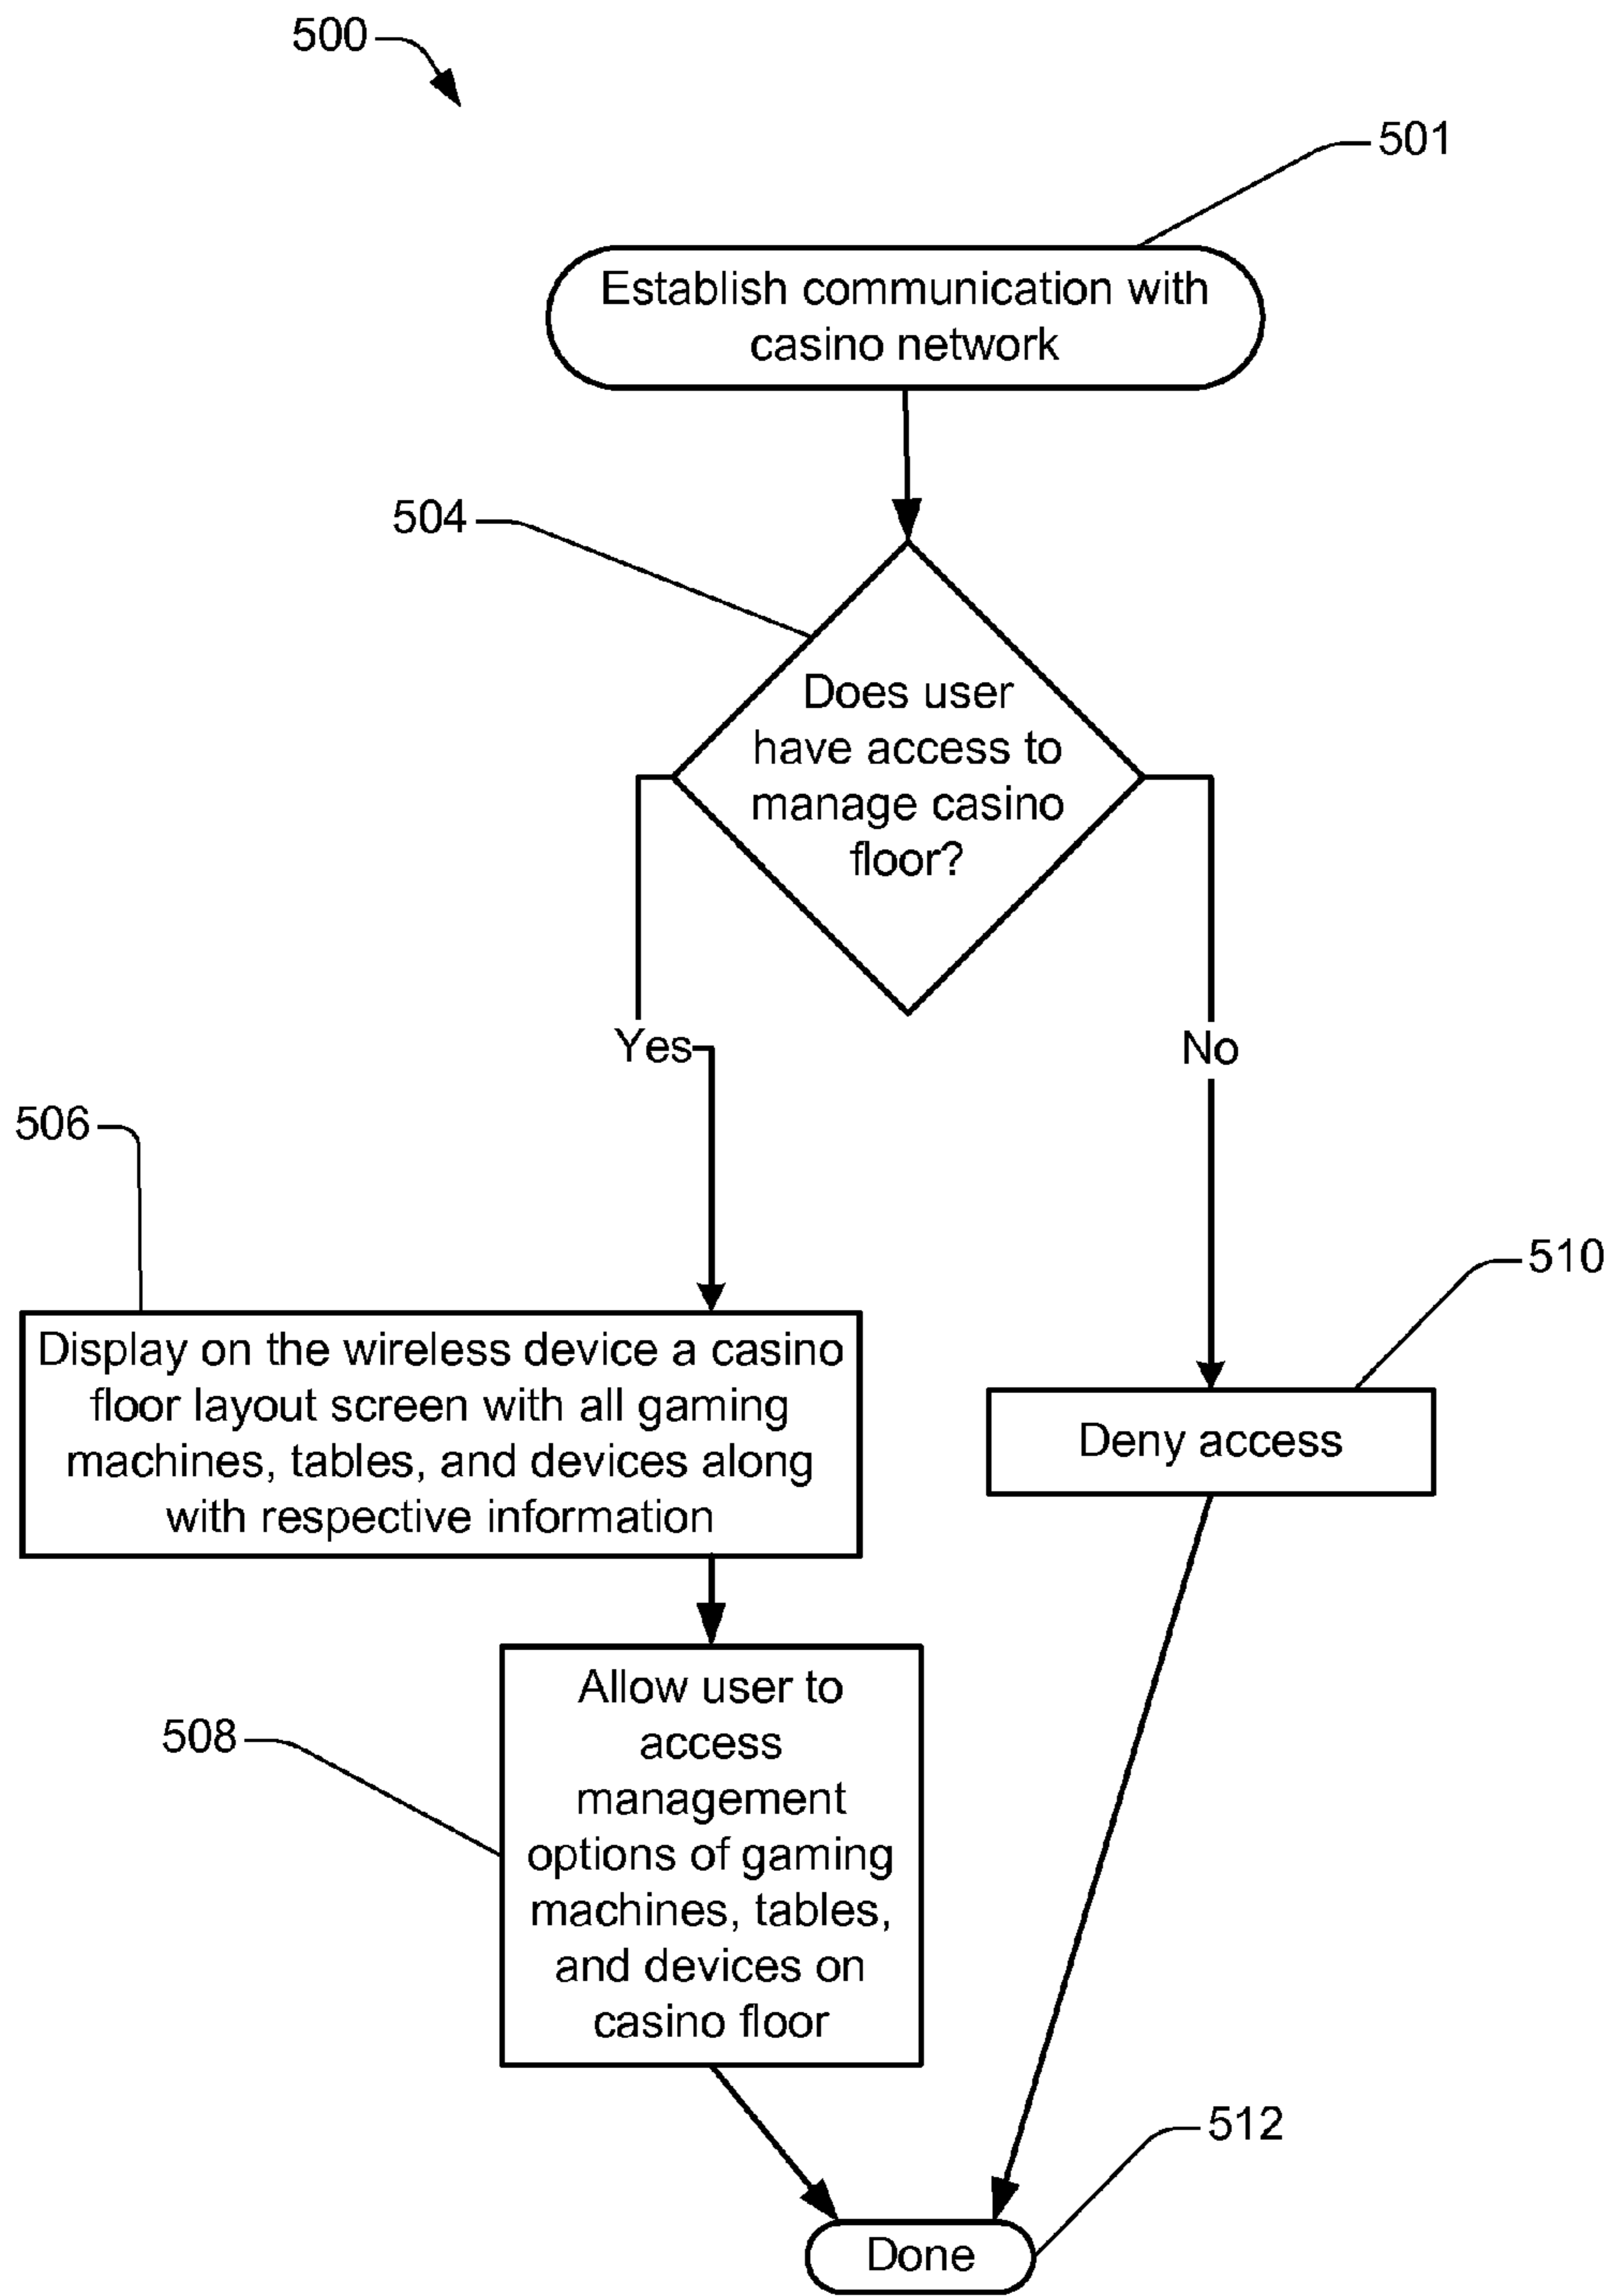 500
501
Establish communication with
casino network
504
Does user
have access to
manage casino
floor?
Yes
No
506
510
Display on the wireless device a casino
floor layout screen with all gaming
machines, tables, and devices along
with respective information
Deny access
508
Allow user to
access
management
options of gaming
machines, tables,
and devices on
casino floor
512
Done